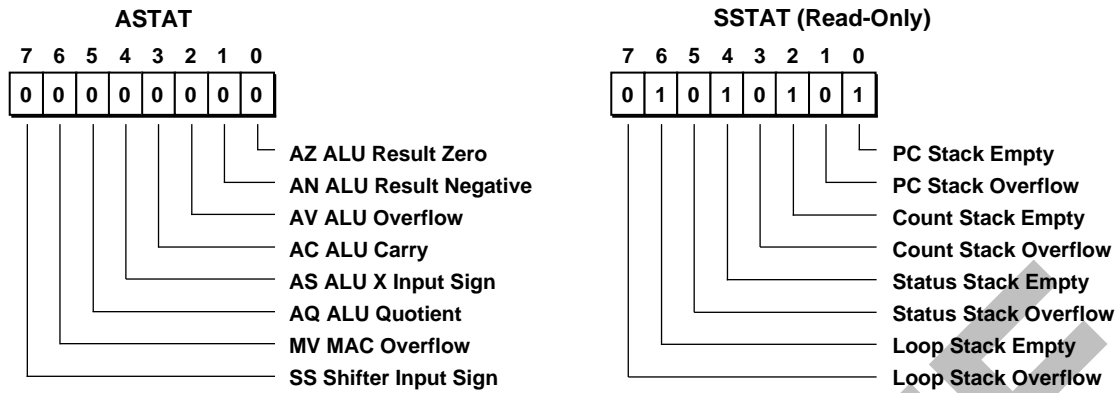 ASTAT
7 6 5 4 3 2 1 0
0 0 0 0 0 0 0 0
AZ ALU Result Zero
AN ALU Result Negative
AV ALU Overflow
AC ALU Carry
AS ALU X Input Sign
AQ ALU Quotient
MV MAC Overflow
SS Shifter Input Sign
SSTAT (Read-Only)
7 6 5 4 3 2 1 0
0 1 0 1 0 1 0 1
PC Stack Empty
PC Stack Overflow
Count Stack Empty
Count Stack Overflow
Status Stack Empty
Status Stack Overflow
Loop Stack Empty
Loop Stack Overflow